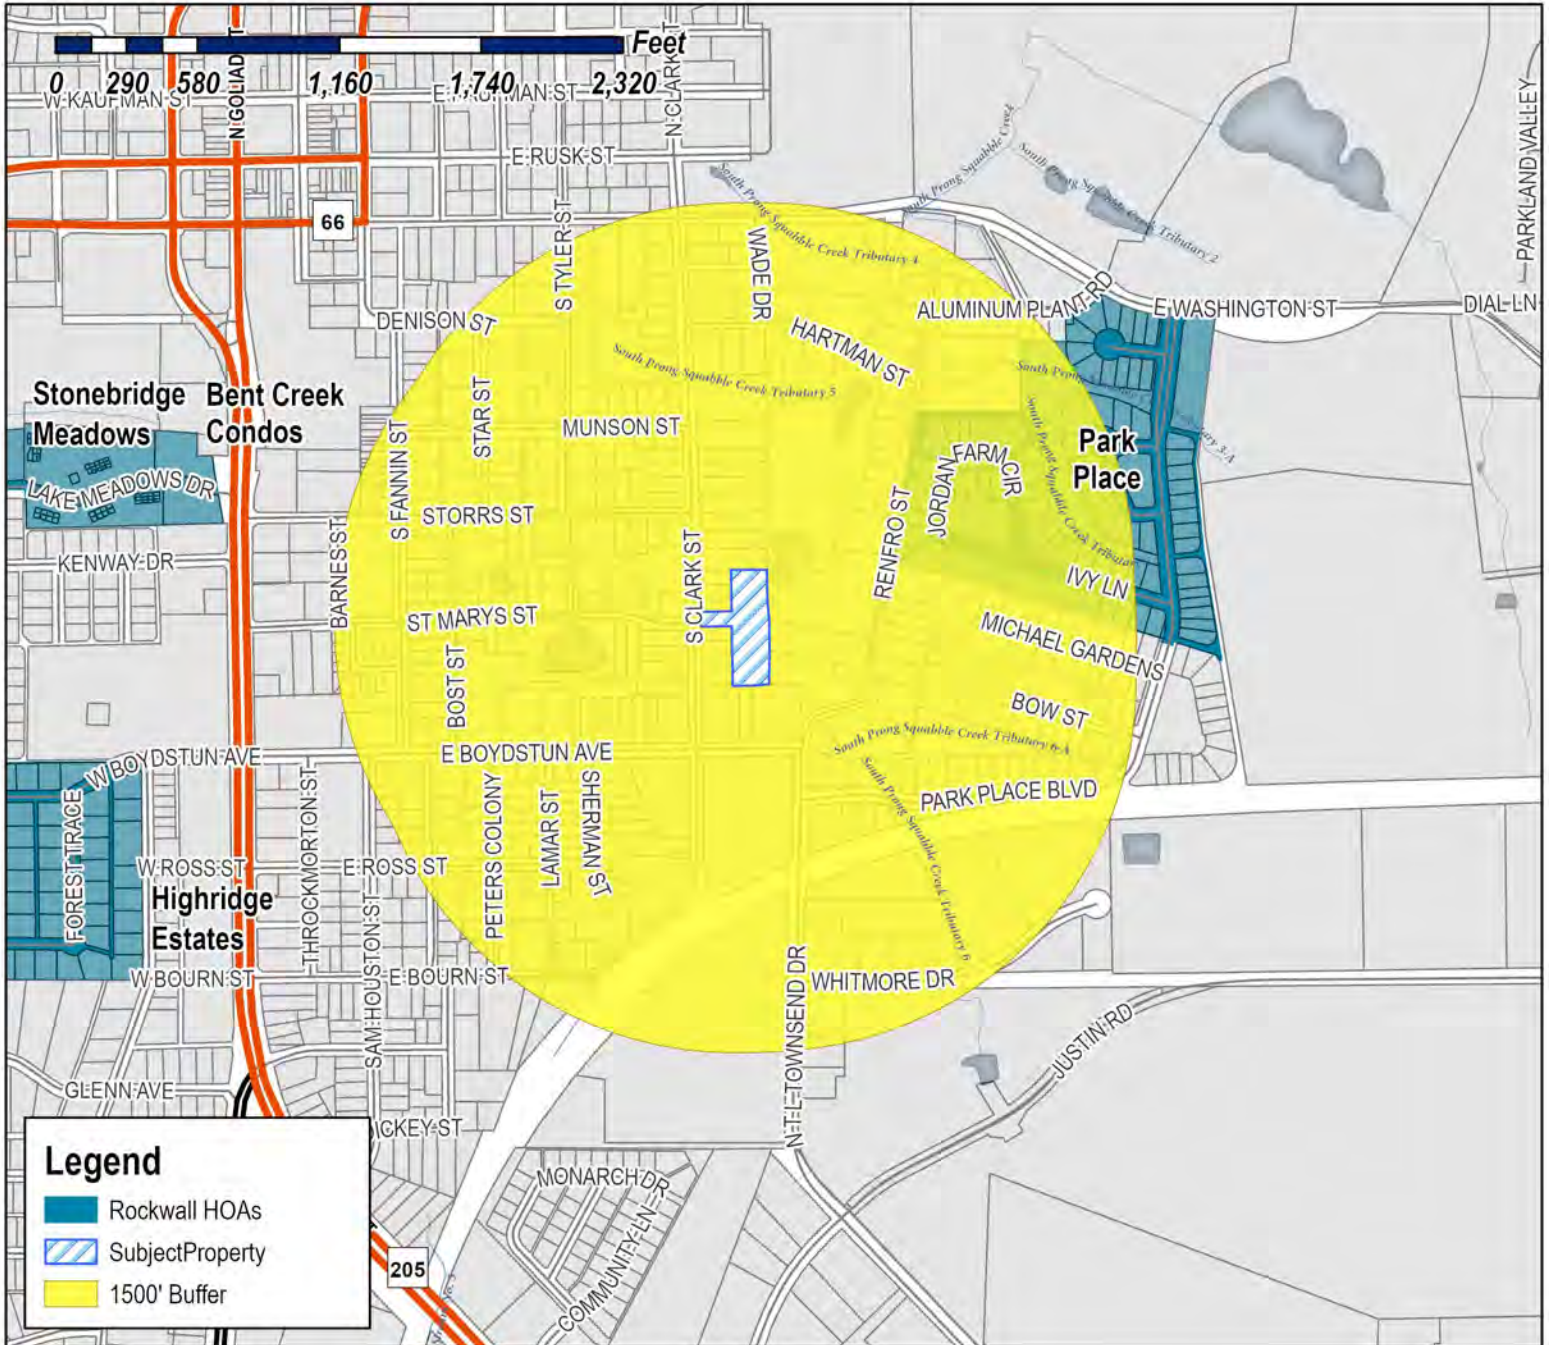 Feet
0 290 580 1,160 1,740 2,320
W KAUFMAN ST
N GOLIAD ST
N CLARK ST
E RUSK ST
66
S TYLER ST
WADE DR
South Prong Squabble Creek Tributary 4
South Prong Squabble Creek
South Prong Squabble Creek Tributary 2
PARKLAND VALLEY
DENISON ST
HARTMAN ST
ALUMINUM PLANT RD
E WASHINGTON ST
DIAL LN
South Prong Squabble Creek Tributary 5
Stonebridge
Meadows
Bent Creek
Condos
STAR ST
S FANNIN ST
MUNSON ST
FARM CIR
JORDAN
Park
Place
LAKE MEADOWS DR
STORRS ST
RENFRO ST
KENWAY DR
BARNES ST
S CLARK ST
IVY LN
ST MARYS ST
MICHAEL GARDENS
BOST ST
BOW ST
South Prong Squabble Creek Tributary 6-A
W BOYDSTUN AVE
E BOYDSTUN AVE
PARK PLACE BLVD
South Prong Squabble Creek Tributary 6
FOREST TRACE
THROCKMORTON ST
PETERS COLONY
LAMAR ST
SHERMAN ST
W ROSS ST
E ROSS ST
Highridge
Estates
W BOURN ST
SAM HOUSTON ST
E BOURN ST
N T L TOWNSEND DR
WHITMORE DR
JUSTIN RD
GLENN AVE
ICKEY ST
MONARCH DR
COMMUNITY LN
205
Legend
Rockwall HOAs
SubjectProperty
1500' Buffer